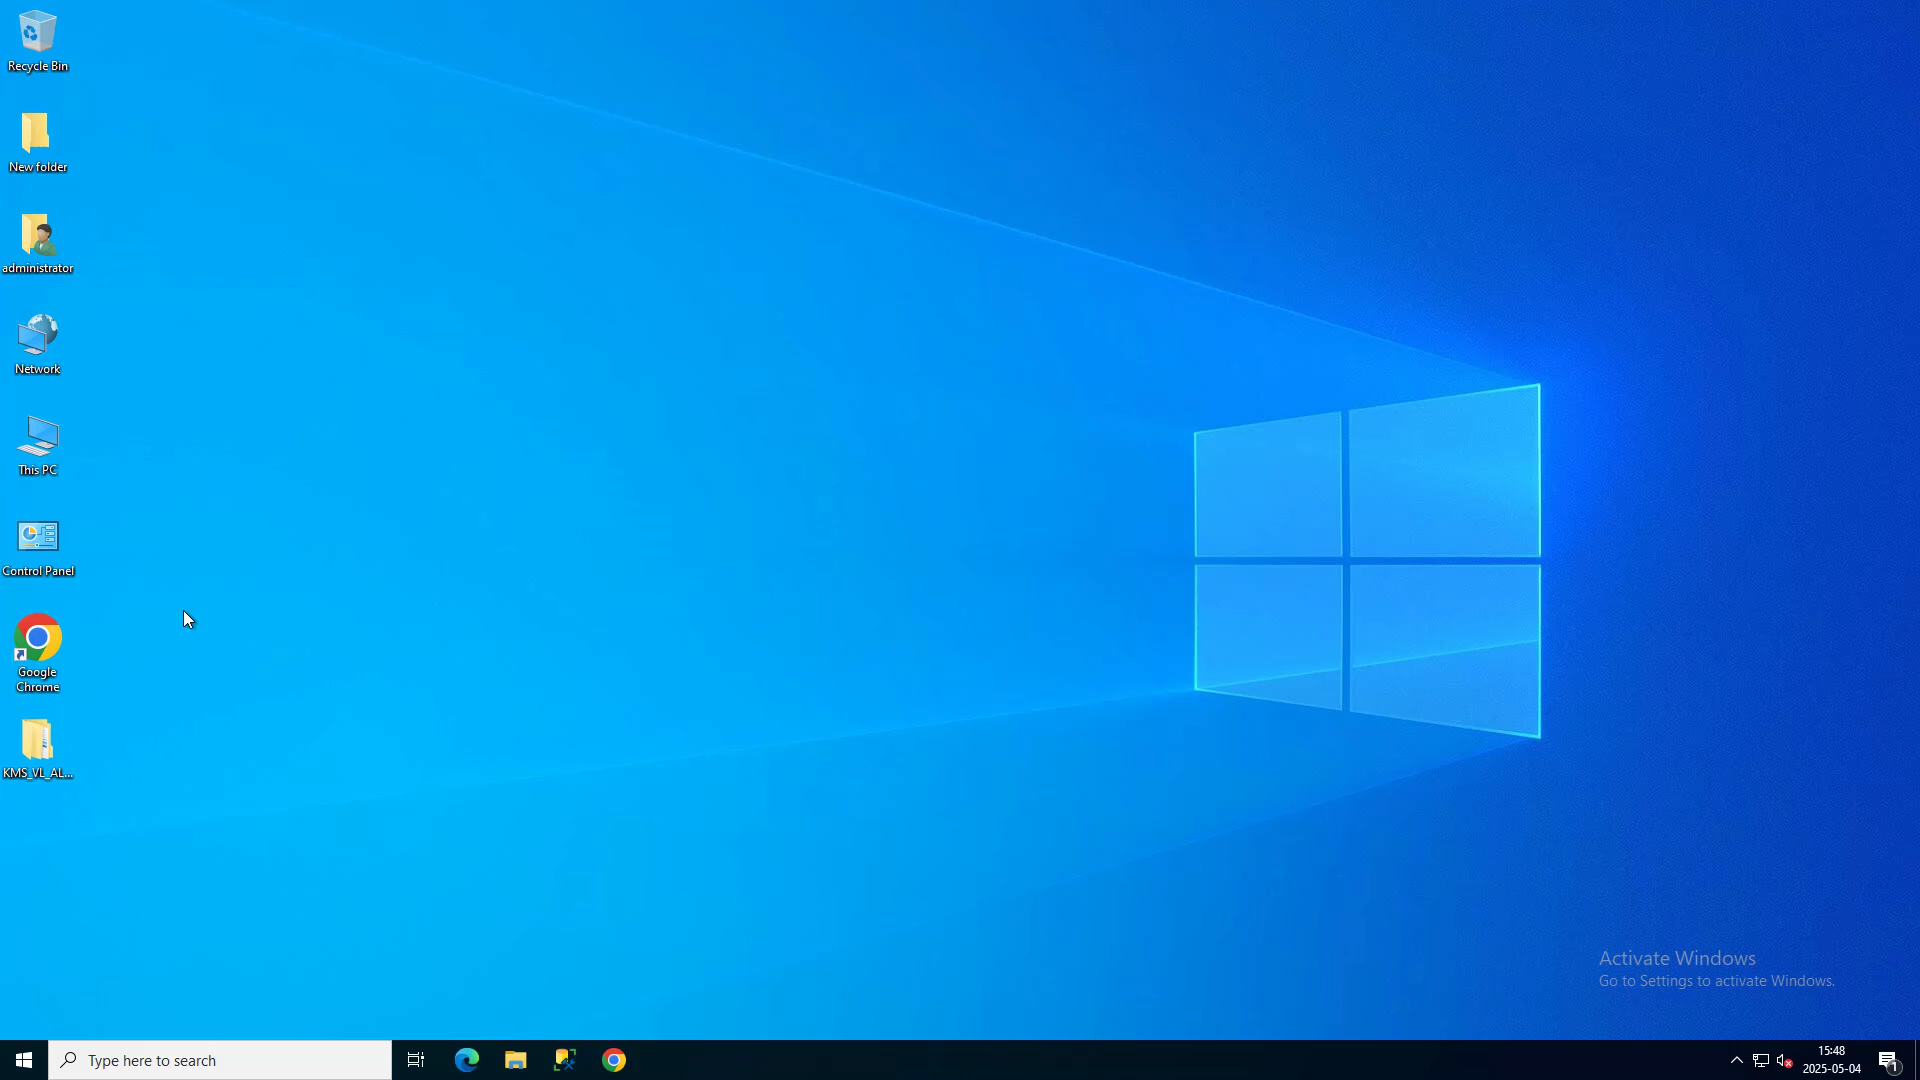 Recycle Bin
New folder
administrator
Network
This PC
Control Panel
Google
Chrome
KMS_VL_AL...
Activate Windows
Go to Settings to activate Windows.
Type here to search
15:48
2025-05-04
1